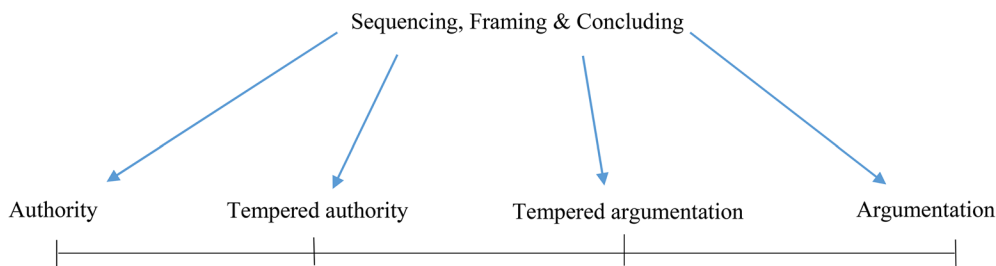 Sequencing, Framing & Concluding
Authority Tempered authority Tempered argumentation Argumentation